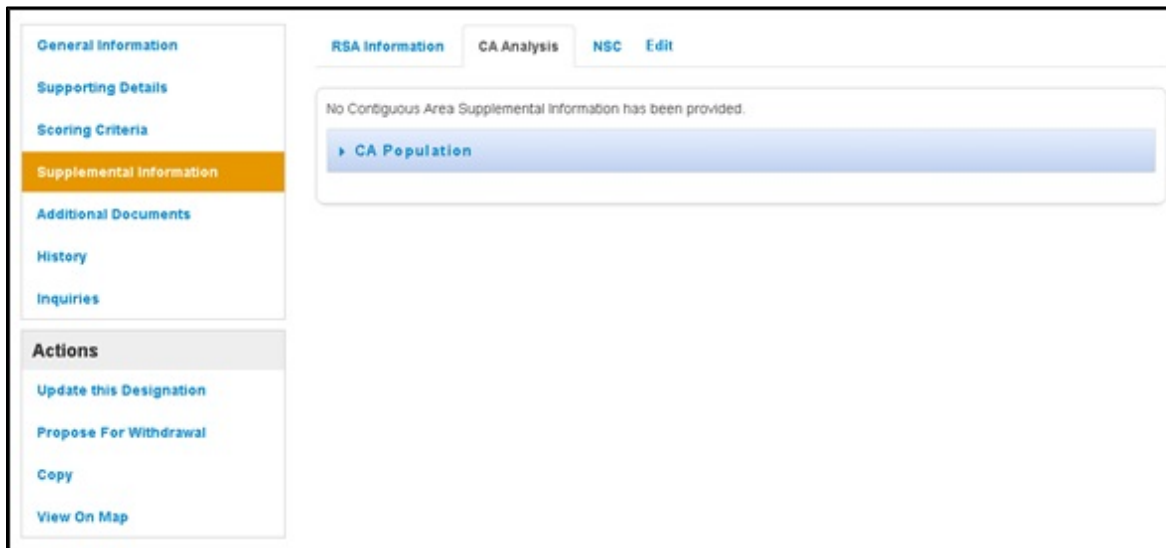 General Information
Supporting Details
Scoring Criteria
Supplemental Information
Additional Documents
History
Inquiries
Actions
Update this Designation
Propose For Withdrawal
Copy
View On Map
RSA Information CA Analysis NSC Edit
No Contiguous Area Supplemental Information has been provided.
CA Population